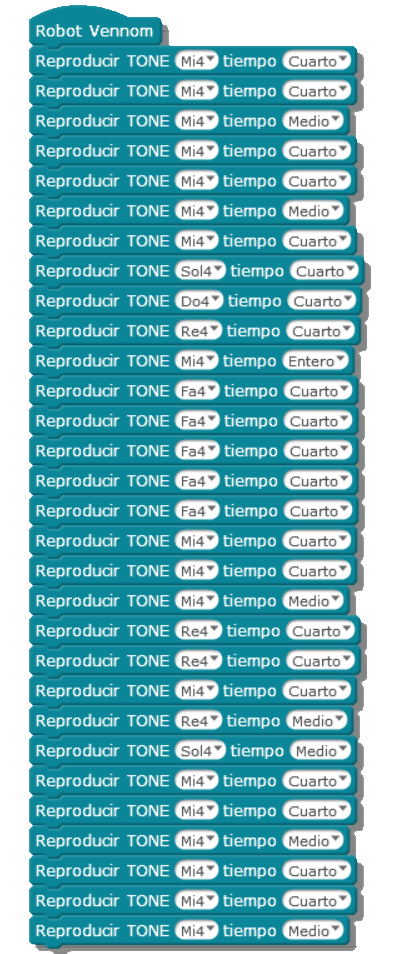 Robot Vennom
Reproducir TONE Mi4 tiempo Cuarto
Reproducir TONE Mi4 tiempo Cuarto
Reproducir TONE Mi4 tiempo Medio
Reproducir TONE Mi4 tiempo Cuarto
Reproducir TONE Mi4 tiempo Cuarto
Reproducir TONE Mi4 tiempo Medio
Reproducir TONE Mi4 tiempo Cuarto
Reproducir TONE Sol4 tiempo Cuarto
Reproducir TONE Do4 tiempo Cuarto
Reproducir TONE Re4 tiempo Cuarto
Reproducir TONE Mi4 tiempo Entero
Reproducir TONE Fa4 tiempo Cuarto
Reproducir TONE Fa4 tiempo Cuarto
Reproducir TONE Fa4 tiempo Cuarto
Reproducir TONE Fa4 tiempo Cuarto
Reproducir TONE Fa4 tiempo Cuarto
Reproducir TONE Mi4 tiempo Cuarto
Reproducir TONE Mi4 tiempo Cuarto
Reproducir TONE Mi4 tiempo Medio
Reproducir TONE Re4 tiempo Cuarto
Reproducir TONE Re4 tiempo Cuarto
Reproducir TONE Mi4 tiempo Cuarto
Reproducir TONE Re4 tiempo Medio
Reproducir TONE Sol4 tiempo Medio
Reproducir TONE Mi4 tiempo Cuarto
Reproducir TONE Mi4 tiempo Cuarto
Reproducir TONE Mi4 tiempo Medio
Reproducir TONE Mi4 tiempo Cuarto
Reproducir TONE Mi4 tiempo Cuarto
Reproducir TONE Mi4 tiempo Medio